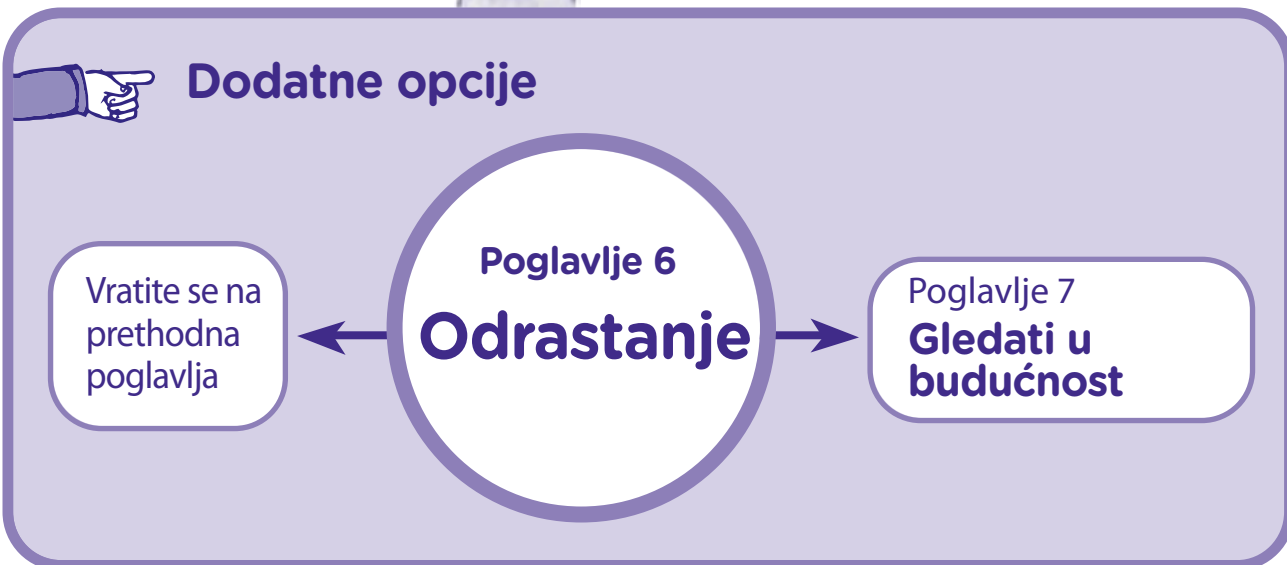 Dodatne opcije
Vratite se na
prethodna
poglavlja
Poglavlje 6
Odrastanje
Poglavlje 7
Gledati u
budućnost